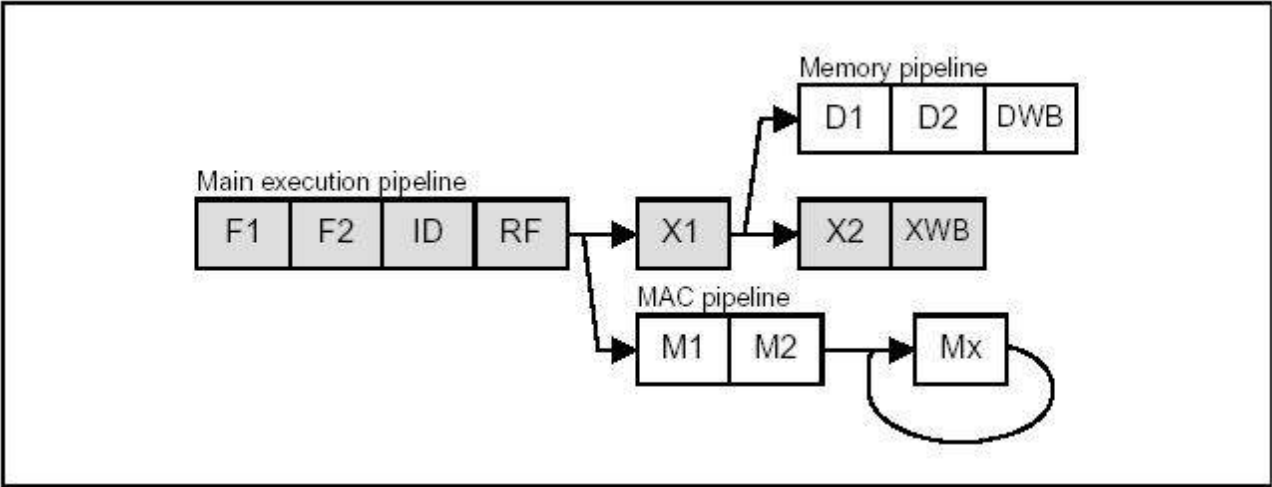 Memory pipeline
D1 D2 DWB
Main execution pipeline
F1 F2 ID RF X1 X2 XWB
MAC pipeline
M1 M2 Mx